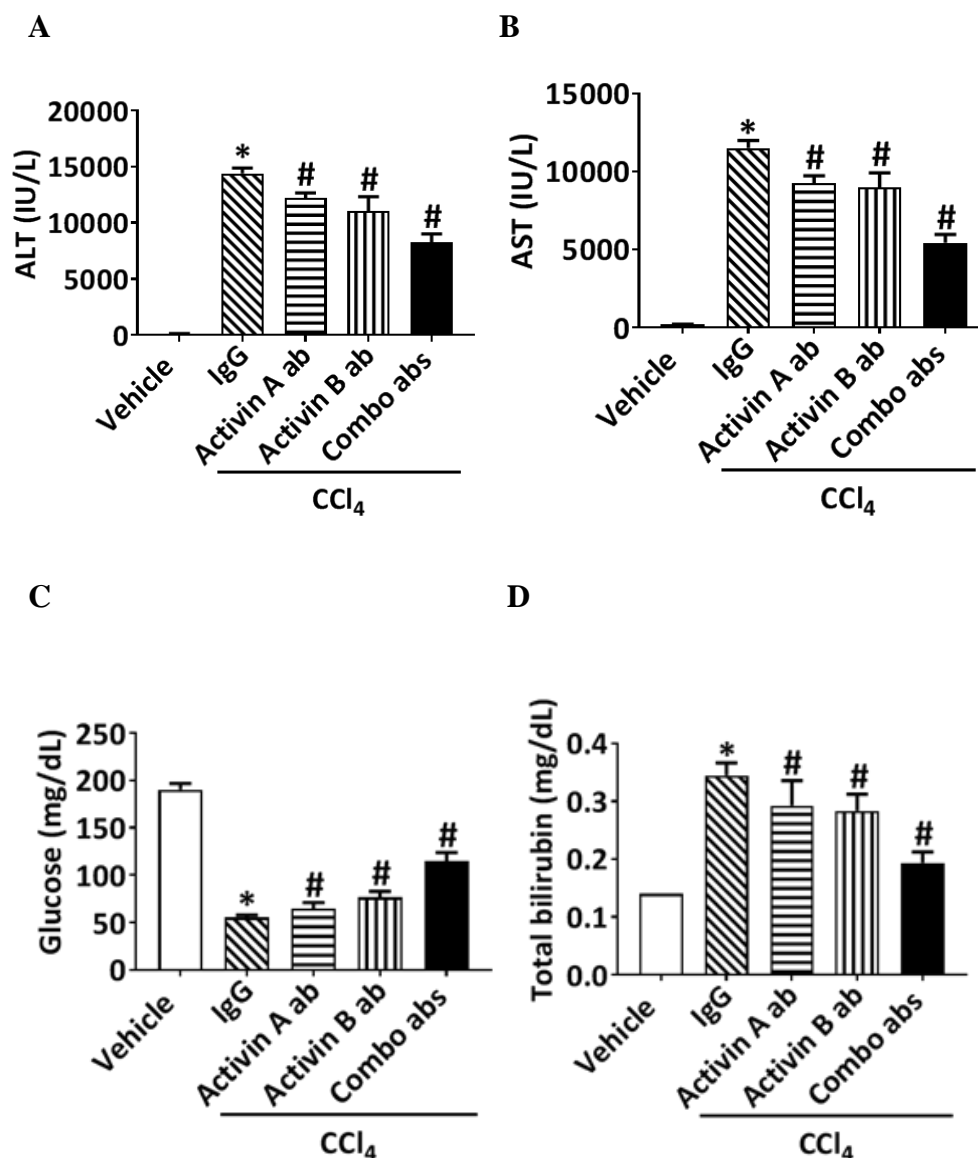 A
ALT (IU/L)
20000
15000
10000
5000
0
*
#
#
#
Vehicle
IgG
Activin A ab
Activin B ab
Combo abs
CCl₄
B
AST (IU/L)
15000
10000
5000
0
*
#
#
#
Vehicle
IgG
Activin A ab
Activin B ab
Combo abs
CCl₄
C
Glucose (mg/dL)
250
200
150
100
50
0
*
#
#
#
Vehicle
IgG
Activin A ab
Activin B ab
Combo abs
CCl₄
D
Total bilirubin (mg/dL)
0.4
0.3
0.2
0.1
0.0
*
#
#
#
Vehicle
IgG
Activin A ab
Activin B ab
Combo abs
CCl₄